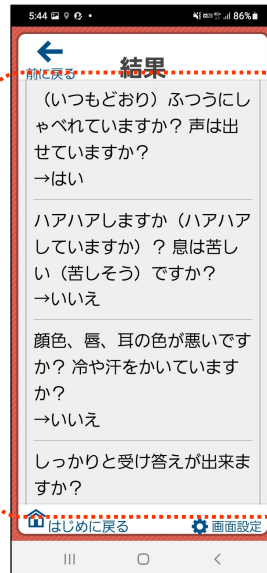 5:44
86%
前に戻る
結果
（いつもどおり）ふつうにし
ゃべれていますか？ 声は出
せていますか？
→はい
ハアハアしますか（ハアハア
していますか）？ 息は苦し
い（苦しそう）ですか？
→いいえ
顔色、唇、耳の色が悪いです
か？ 冷や汗をかいています
か？
→いいえ
しっかりと受け答えが出来ま
すか？
はじめに戻る
画面設定